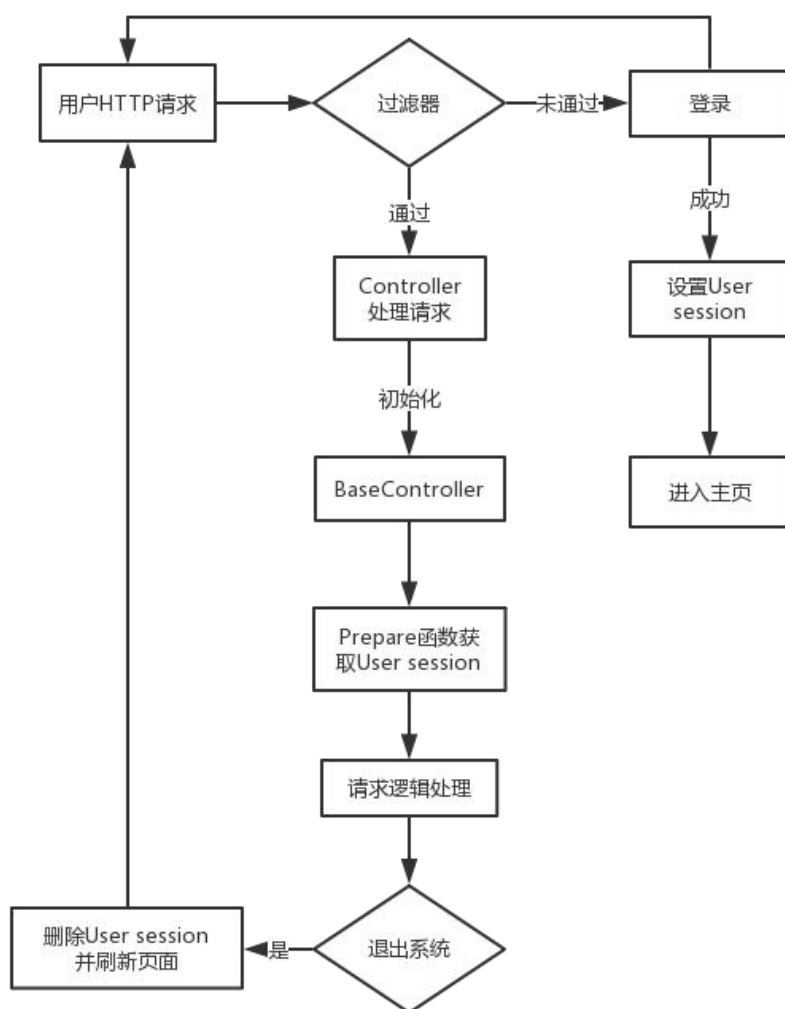 用户HTTP请求
过滤器
未通过
登录
通过
成功
Controller
处理请求
设置User
session
初始化
BaseController
进入主页
Prepare函数获
取User session
请求逻辑处理
删除User session
并刷新页面
是
退出系统